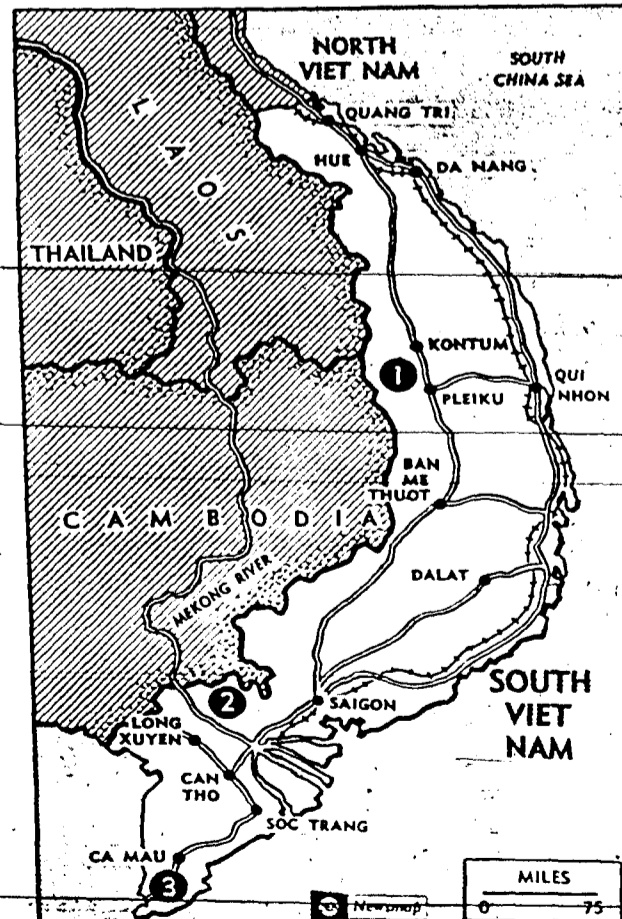 NORTH
VIET NAM
SOUTH
CHINA SEA
QUANG TRI
HUE
DA NANG
LAOS
THAILAND
KONTUM
1
PLEIKU
QUI
NHON
BAN
ME
THUOT
CAMBODIA
DALAT
MEKONG RIVER
2
SAIGON
SOUTH
VIET
NAM
LONG
XUYEN
CAN
THO
SOC TRANG
CA MAU
3
Newsmap
MILES
0 75